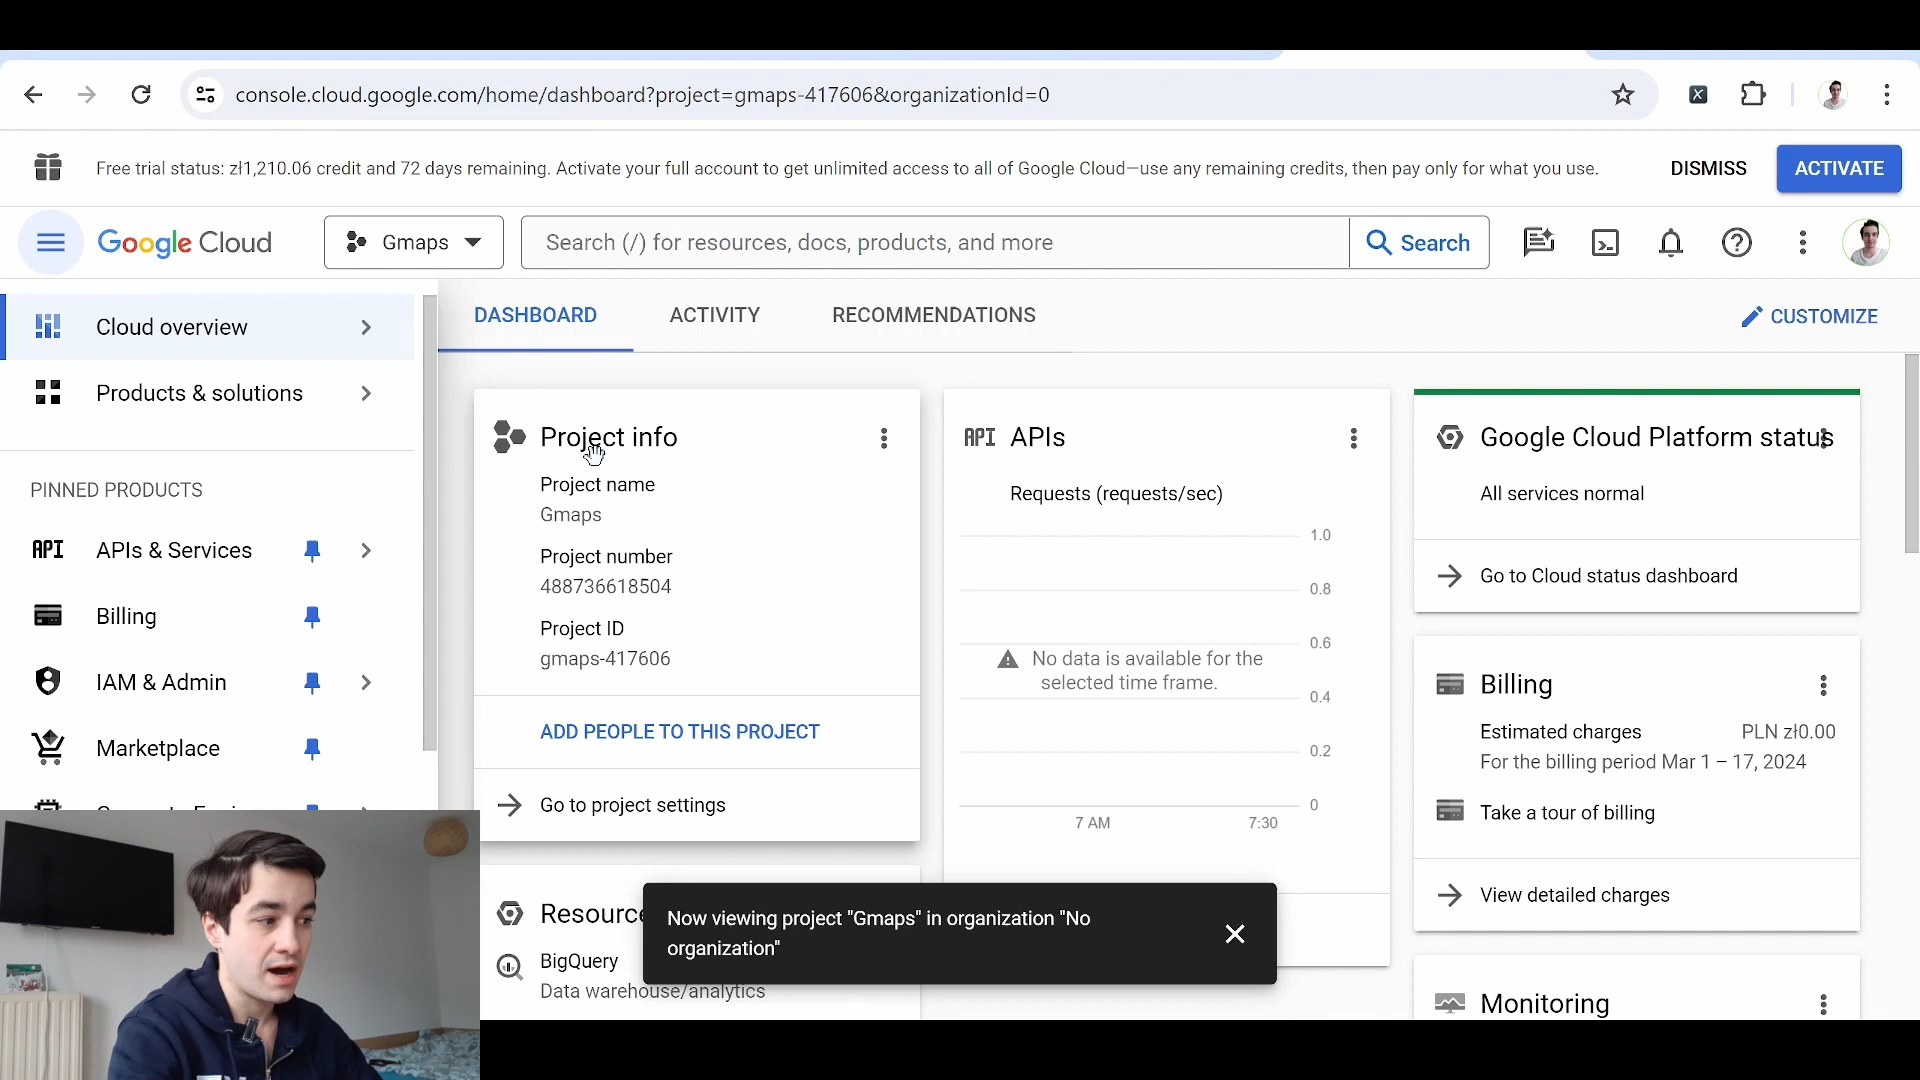 console.cloud.google.com/home/dashboard?project=gmaps-417606&organizationId=0
Free trial status: zł1,210.06 credit and 72 days remaining. Activate your full account to get unlimited access to all of Google Cloud—use any remaining credits, then pay only for what you use.
DISMISS
ACTIVATE
Google Cloud
Gmaps
Search (/) for resources, docs, products, and more
Search
Cloud overview
Products & solutions
PINNED PRODUCTS
API APIs & Services
Billing
IAM & Admin
Marketplace
DASHBOARD
ACTIVITY
RECOMMENDATIONS
CUSTOMIZE
Project info
Project name
Gmaps
Project number
488736618504
Project ID
gmaps-417606
ADD PEOPLE TO THIS PROJECT
Go to project settings
BigQuery
Data warehouse/analytics
API APIs
Requests (requests/sec)
1.0
0.8
0.6
No data is available for the
selected time frame.
0.4
0.2
0
7 AM
7:30
Now viewing project "Gmaps" in organization "No
organization"
Google Cloud Platform status
All services normal
Go to Cloud status dashboard
Billing
Estimated charges
PLN zł0.00
For the billing period Mar 1 – 17, 2024
Take a tour of billing
View detailed charges
Monitoring